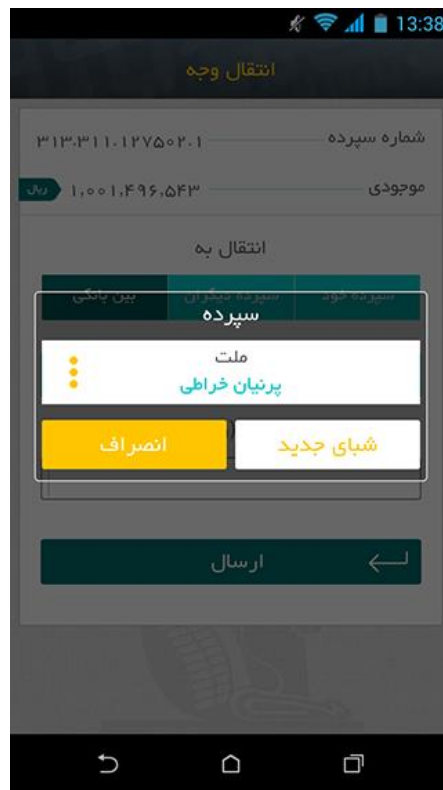 13:38
انتقال وجه
شماره سپرده ۳۱۳.۳۱۱.۱۲۷۵۰۲.۱
موجودی ۱,۰۰۱,۴۹۶,۵۴۳ ریال
انتقال به
سپرده خود سپرده دیگران بین بانکی
سپرده
ملت
پرنیان خراطی
شبای جدید انصراف
ارسال